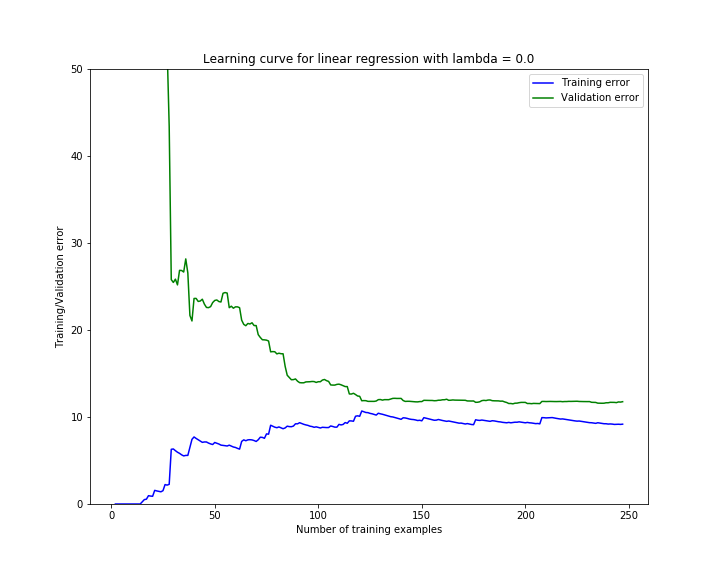 Learning curve for linear regression with lambda = 0.0
Training error
Validation error
50
40
30
20
10
0
Training/Validation error
0 50 100 150 200 250
Number of training examples